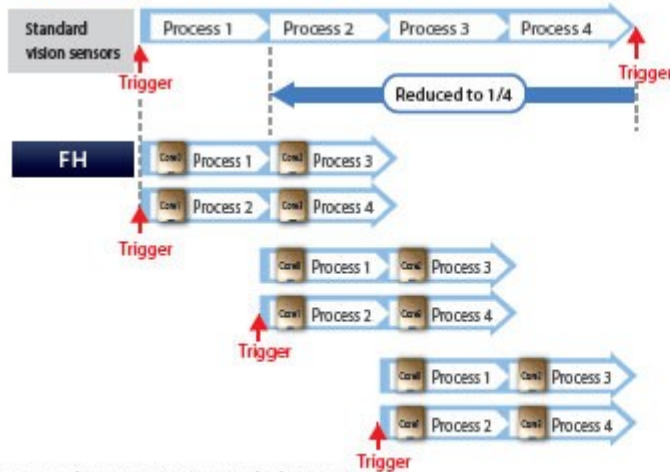 Standard
vision sensors
Process 1 Process 2 Process 3 Process 4
Trigger Trigger
Reduced to 1/4
FH
Process 1 Process 3
Process 2 Process 4
Trigger
Process 1 Process 3
Process 2 Process 4
Trigger
Process 1 Process 3
Process 2 Process 4
Trigger